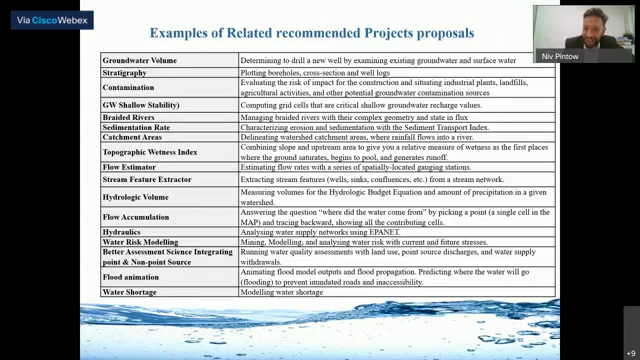 Via Cisco Webex
Examples of Related recommended Projects proposals
Niv Pintow
Groundwater Volume Determining to drill a new well by examining existing groundwater and surface water
Stratigraphy Plotting boreholes, cross-section and well logs
Contamination Evaluating the risk of impact for the construction and situating industrial plants, landfills,
agricultural activities, and other potential groundwater contamination sources
GW Shallow Stability) Computing grid cells that are critical shallow groundwater recharge values.
Braided Rivers Managing braided rivers with their complex geometry and state in flux
Sedimentation Rate Characterizing erosion and sedimentation with the Sediment Transport Index.
Catchment Areas Delineating watershed catchment areas, where rainfall flows into a river.
Topographic Wetness Index Combining slope and upstream area to give you a relative measure of wetness as the first places
where the ground saturates, begins to pool, and generates runoff.
Flow Estimator Estimating flow rates with a series of spatially-located gauging stations.
Stream Feature Extractor Extracting stream features (wells, sinks, confluences, etc.) from a stream network.
Hydrologic Volume Measuring volumes for the Hydrologic Budget Equation and amount of precipitation in a given
watershed.
Flow Accumulation Answering the question "where did the water come from" by picking a point (a single cell in the
MAP) and tracing backward, showing all the contributing cells.
Hydraulics Analysing water supply networks using EPANET.
Water Risk Modelling Mining, Modelling, and analysing water risk with current and future stresses.
Better Assessment Science Integrating Running water quality assessments with land use, point source discharges, and water supply
point & Non-point Source withdrawals.
Flood animation Animating flood model outputs and flood propagation. Predicting where the water will go
(flooding) to prevent inundated roads and inaccessibility.
Water Shortage Modelling water shortage
+9